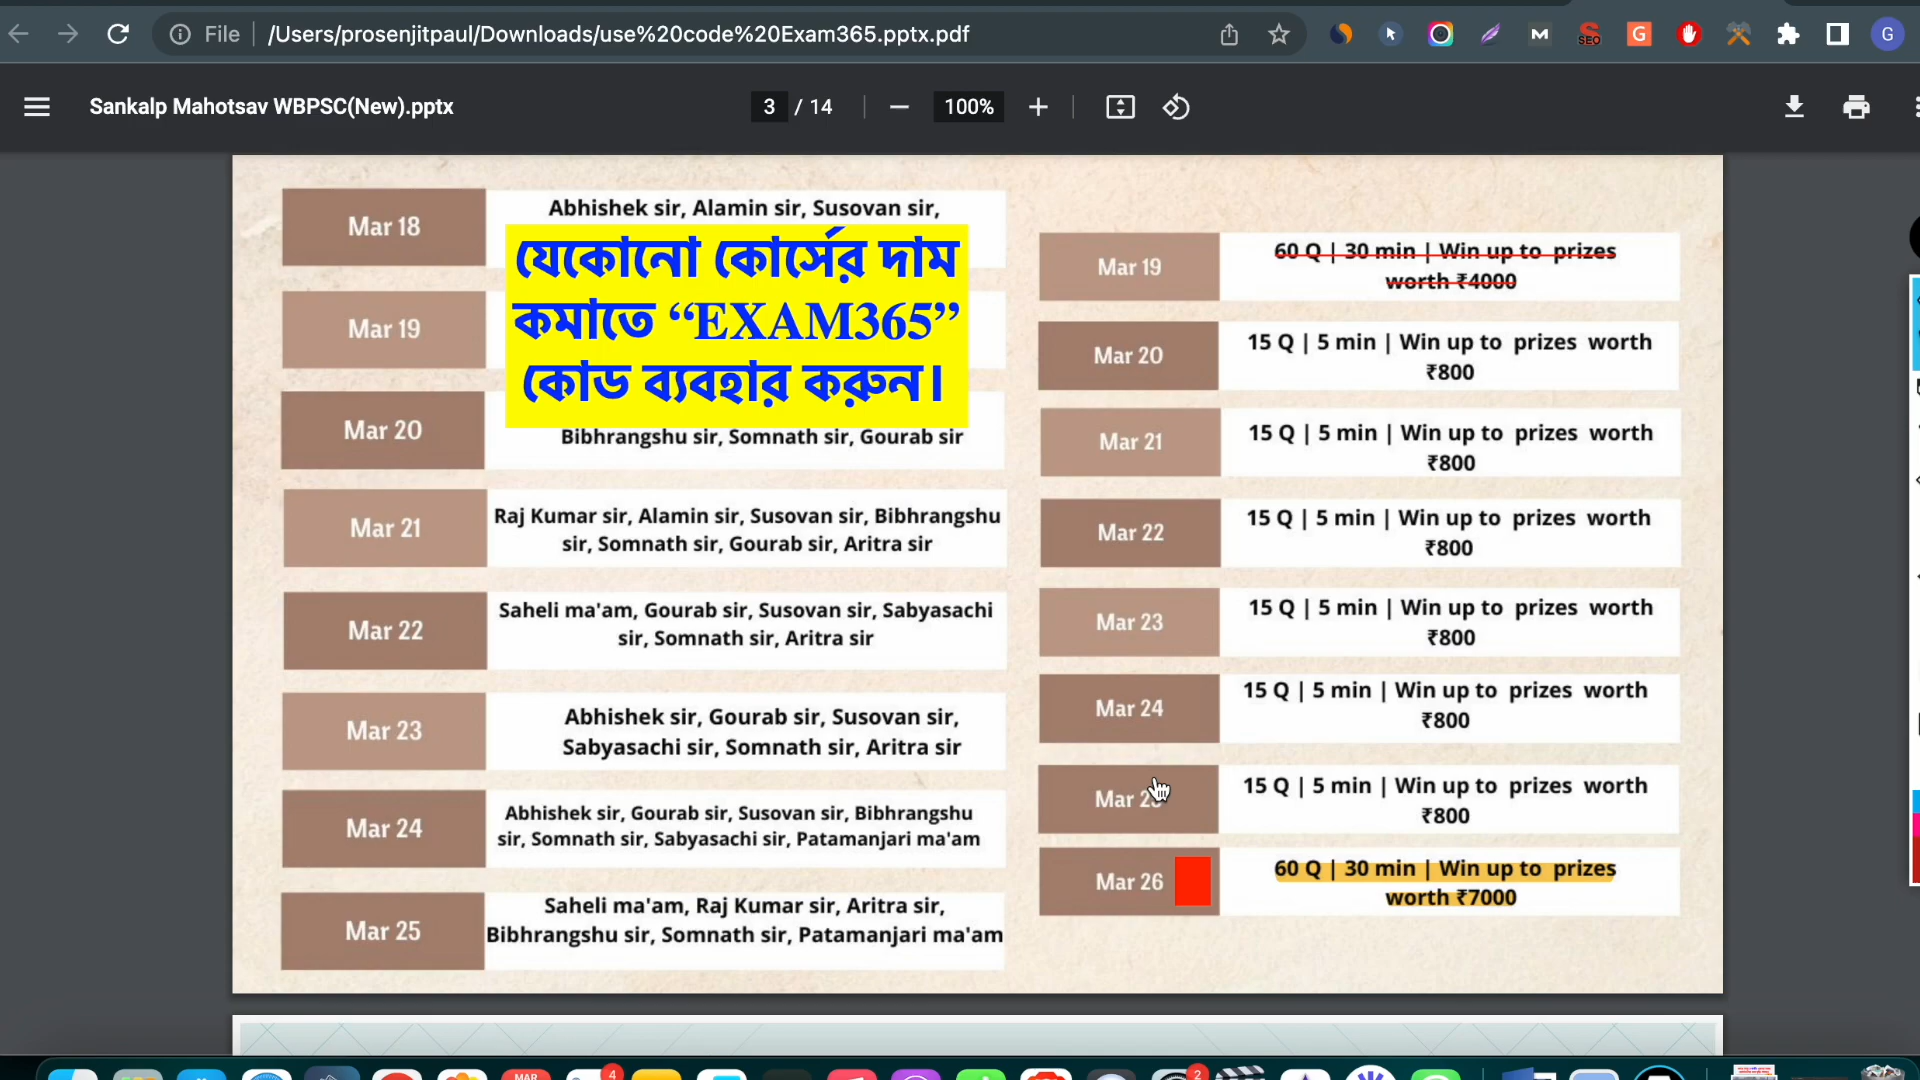 File
/Users/prosenjitpaul/Downloads/use%20code%20Exam365.pptx.pdf
Sankalp Mahotsav WBPSC(New).pptx
3 / 14
100%
Mar 18
Abhishek sir, Alamin sir, Susovan sir,
যেকোনো কোর্সের দাম
কমাতে “EXAM365”
কোড ব্যবহার করুন।
Mar 19
Mar 20
Bibhrangshu sir, Somnath sir, Gourab sir
Mar 21
Raj Kumar sir, Alamin sir, Susovan sir, Bibhrangshu
sir, Somnath sir, Gourab sir, Aritra sir
Mar 22
Saheli ma'am, Gourab sir, Susovan sir, Sabyasachi
sir, Somnath sir, Aritra sir
Mar 23
Abhishek sir, Gourab sir, Susovan sir,
Sabyasachi sir, Somnath sir, Aritra sir
Mar 24
Abhishek sir, Gourab sir, Susovan sir, Bibhrangshu
sir, Somnath sir, Sabyasachi sir, Patamanjari ma'am
Mar 25
Saheli ma'am, Raj Kumar sir, Aritra sir,
Bibhrangshu sir, Somnath sir, Patamanjari ma'am
Mar 19
60 Q | 30 min | Win up to prizes
worth ₹4000
Mar 20
15 Q | 5 min | Win up to prizes worth
₹800
Mar 21
15 Q | 5 min | Win up to prizes worth
₹800
Mar 22
15 Q | 5 min | Win up to prizes worth
₹800
Mar 23
15 Q | 5 min | Win up to prizes worth
₹800
Mar 24
15 Q | 5 min | Win up to prizes worth
₹800
Mar 25
15 Q | 5 min | Win up to prizes worth
₹800
Mar 26
60 Q | 30 min | Win up to prizes
worth ₹7000